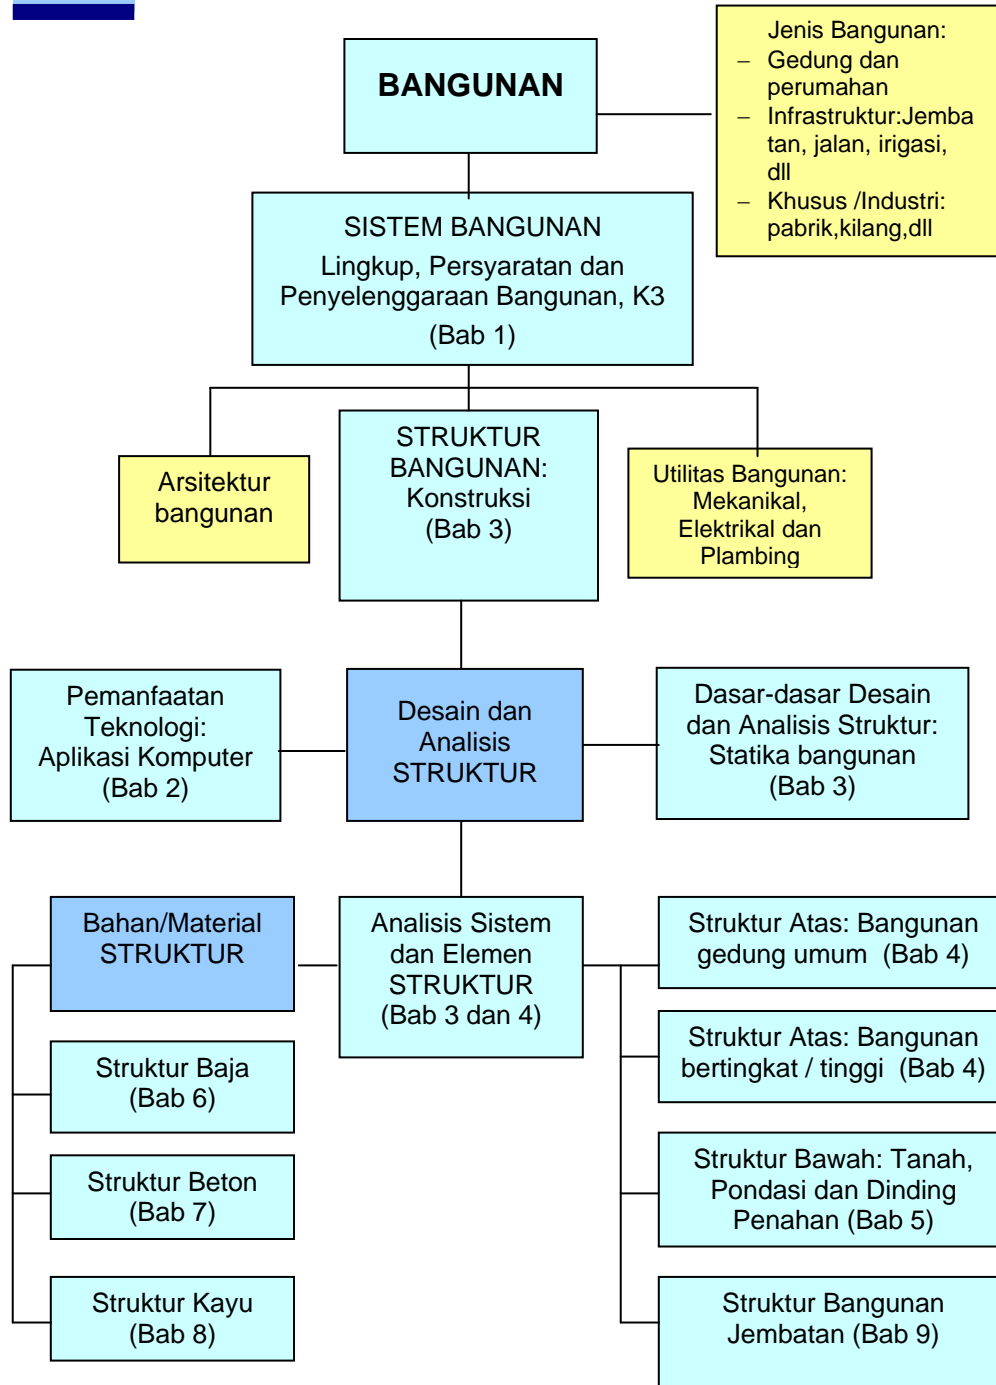 BANGUNAN
Jenis Bangunan:
– Gedung dan
perumahan
– Infrastruktur:Jemba
tan, jalan, irigasi,
dll
– Khusus /Industri:
pabrik,kilang,dll
SISTEM BANGUNAN
Lingkup, Persyaratan dan
Penyelenggaraan Bangunan, K3
(Bab 1)
Arsitektur
bangunan
STRUKTUR
BANGUNAN:
Konstruksi
(Bab 3)
Utilitas Bangunan:
Mekanikal,
Elektrikal dan
Plambing
Pemanfaatan
Teknologi:
Aplikasi Komputer
(Bab 2)
Desain dan
Analisis
STRUKTUR
Dasar-dasar Desain
dan Analisis Struktur:
Statika bangunan
(Bab 3)
Bahan/Material
STRUKTUR
Analisis Sistem
dan Elemen
STRUKTUR
(Bab 3 dan 4)
Struktur Atas: Bangunan
gedung umum (Bab 4)
Struktur Baja
(Bab 6)
Struktur Atas: Bangunan
bertingkat / tinggi (Bab 4)
Struktur Beton
(Bab 7)
Struktur Bawah: Tanah,
Pondasi dan Dinding
Penahan (Bab 5)
Struktur Kayu
(Bab 8)
Struktur Bangunan
Jembatan (Bab 9)